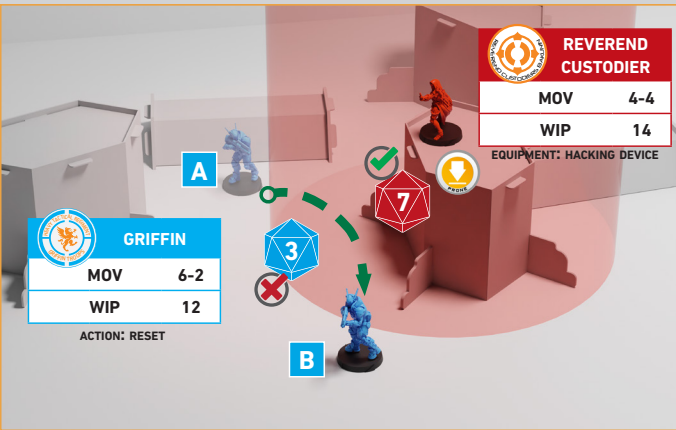 REVEREND
CUSTODIER
MOV 4-4
WIP 14
EQUIPMENT: HACKING DEVICE
A
7
PRONE
GRIFFIN
MOV 6-2
WIP 12
ACTION: RESET
3
B